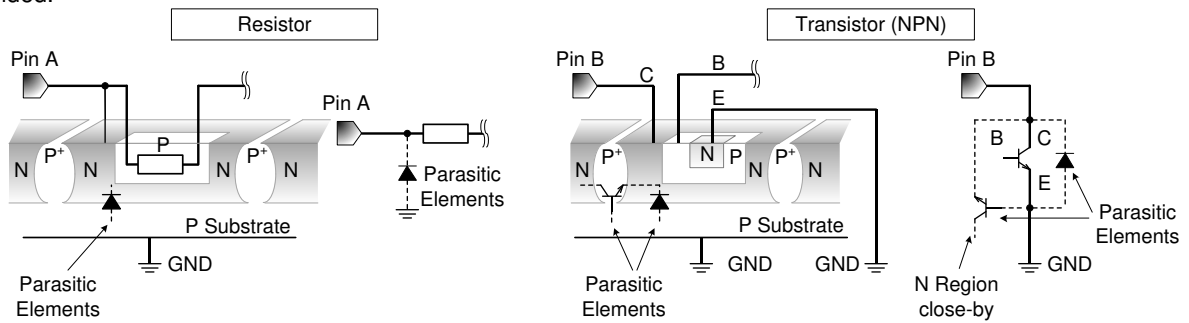 Resistor
Transistor (NPN)
Pin A
Pin A
N
P+
N
P
N
P+
N
Parasitic
Elements
P Substrate
GND
Parasitic
Elements
Pin B
C
B
E
N
P+
N
N
P
N
P+
N
P Substrate
GND
GND
Parasitic
Elements
Pin B
B
C
E
Parasitic
Elements
GND
N Region
close-by